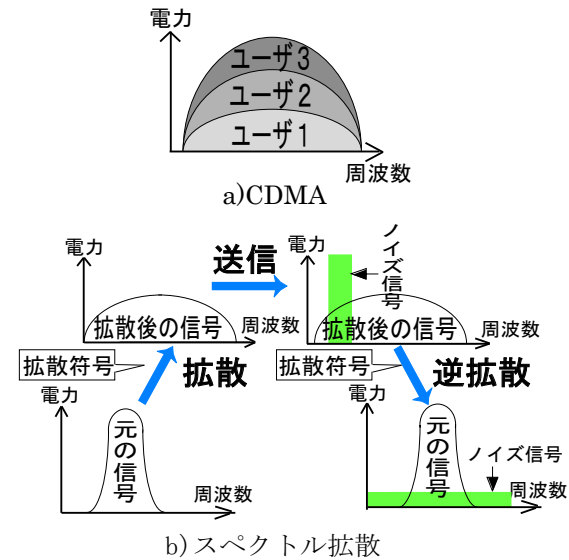 電力
ユーザ3
ユーザ2
ユーザ1
周波数
a)CDMA
電力
拡散後の信号
周波数
送信
電力
ノイズ信号
拡散後の信号
周波数
拡散符号
拡散
拡散符号
逆拡散
電力
元の信号
周波数
電力
元の信号
ノイズ信号
周波数
b)スペクトル拡散